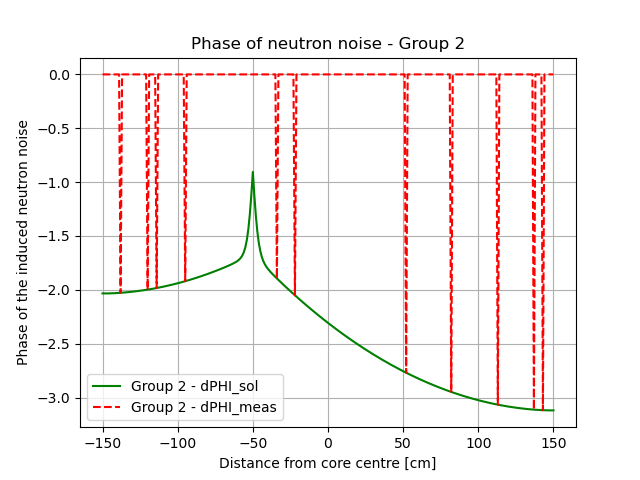 Phase of neutron noise - Group 2
Phase of the induced neutron noise
0.0
−0.5
−1.0
−1.5
−2.0
−2.5
−3.0
Group 2 - dPHI_sol
Group 2 - dPHI_meas
−150 −100 −50 0 50 100 150
Distance from core centre [cm]